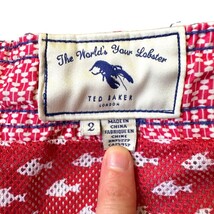 The World's Your Lobster
TED BAKER
LONDON
2
MADE IN
CHINA
FABRIQUÉ EN
CHINE